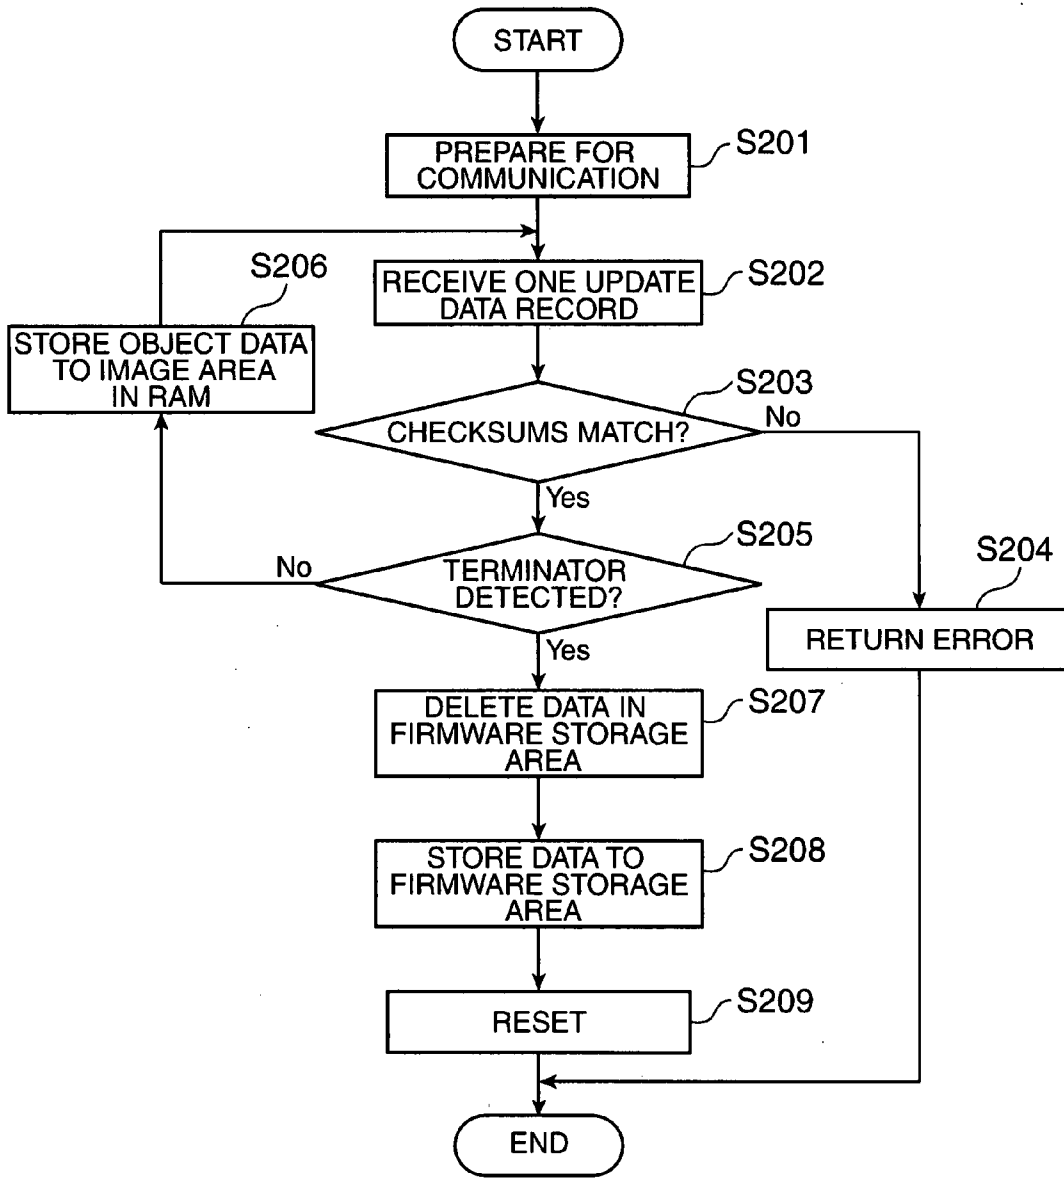 START
PREPARE FOR
COMMUNICATION
S201
S206
RECEIVE ONE UPDATE
DATA RECORD
S202
STORE OBJECT DATA
TO IMAGE AREA
IN RAM
S203
CHECKSUMS MATCH?
No
Yes
S205
No
TERMINATOR
DETECTED?
S204
RETURN ERROR
Yes
S207
DELETE DATA IN
FIRMWARE STORAGE
AREA
S208
STORE DATA TO
FIRMWARE STORAGE
AREA
S209
RESET
END